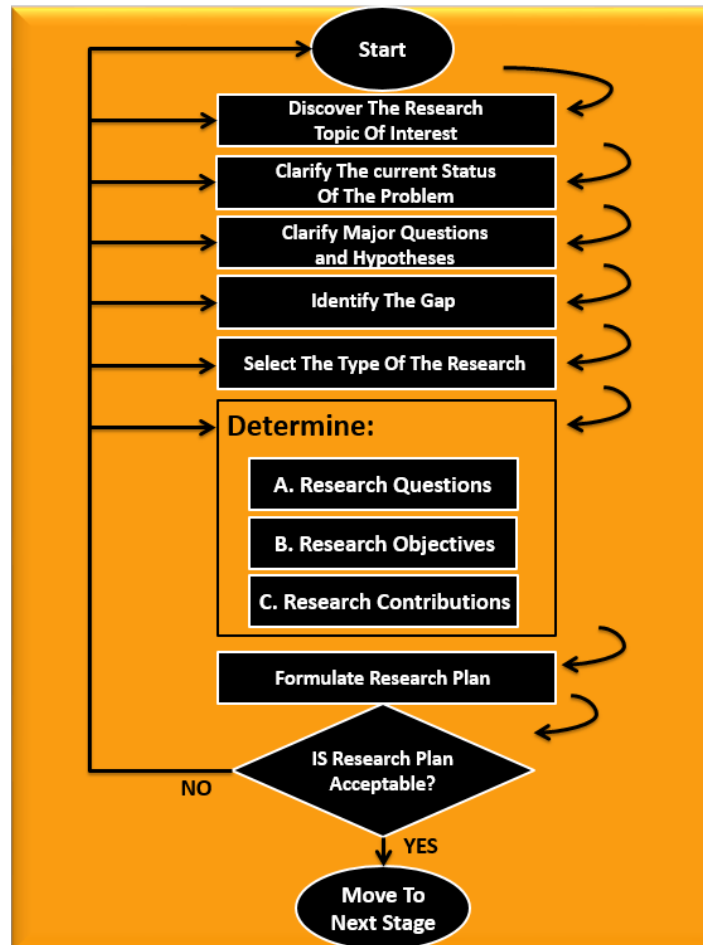 Start
Discover The Research
Topic Of Interest
Clarify The current Status
Of The Problem
Clarify Major Questions
and Hypotheses
Identify The Gap
Select The Type Of The Research
Determine:
A. Research Questions
B. Research Objectives
C. Research Contributions
Formulate Research Plan
IS Research Plan
Acceptable?
NO
YES
Move To
Next Stage